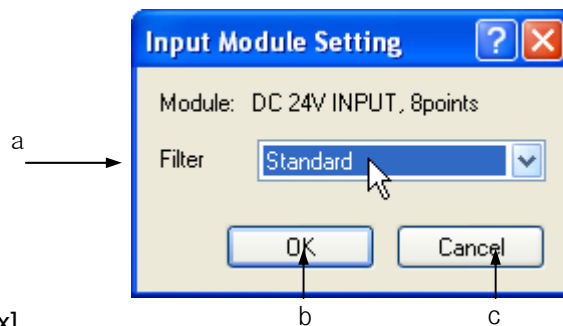 Input Module Setting
Module: DC 24V INPUT, 8points
a
Filter Standard
OK Cancel
b c
x]